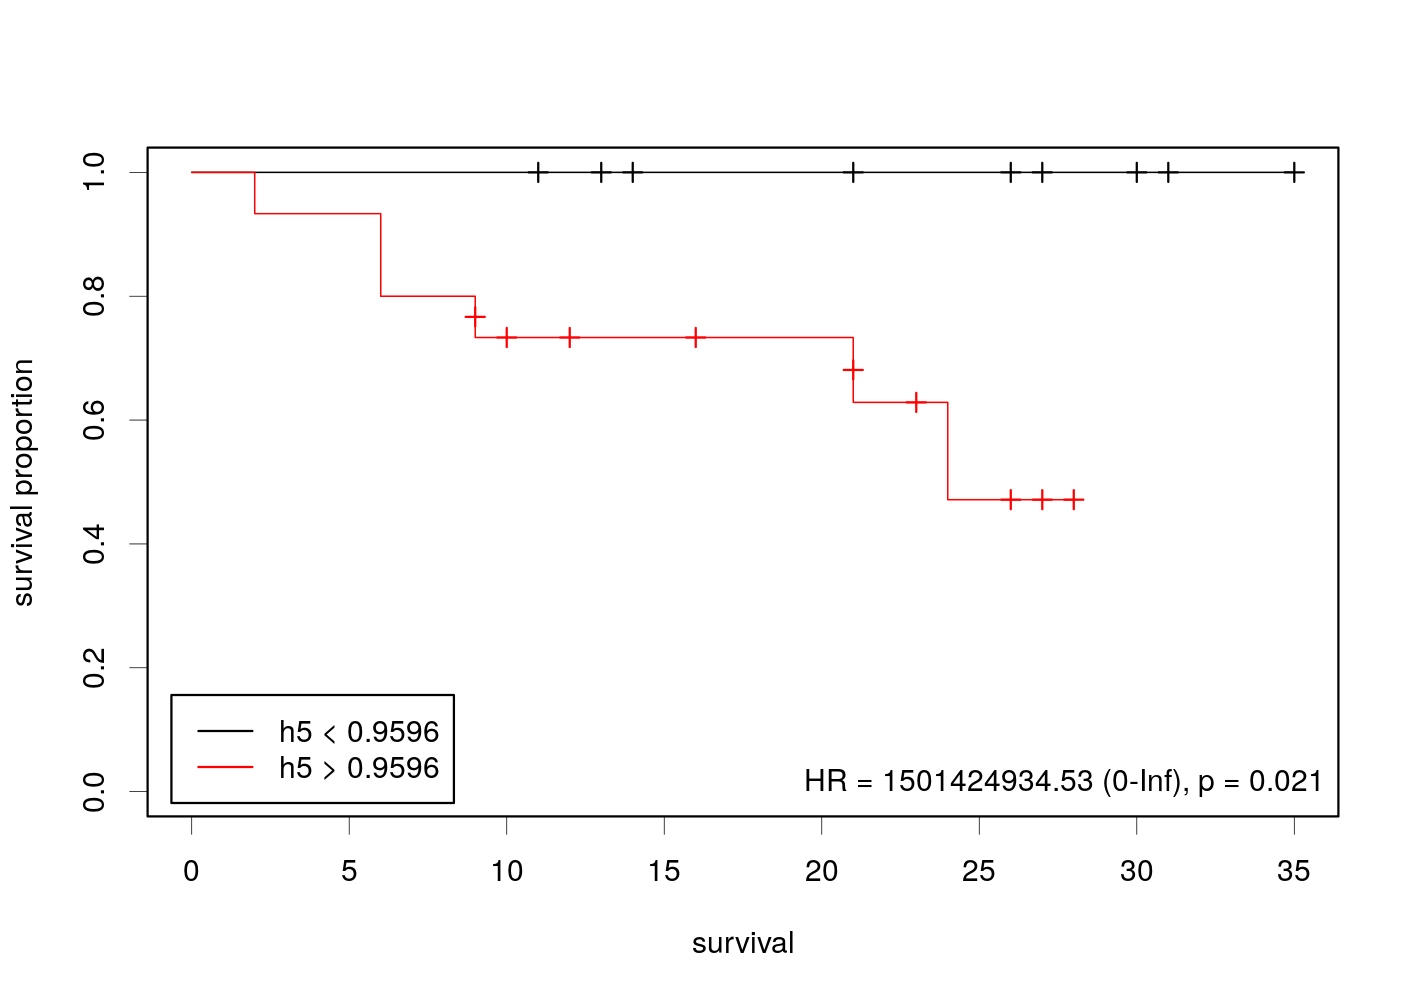 survival proportion
1.0
0.8
0.6
0.4
0.2
0.0
h5 < 0.9596
h5 > 0.9596
HR = 1501424934.53 (0-Inf), p = 0.021
0 5 10 15 20 25 30 35
survival